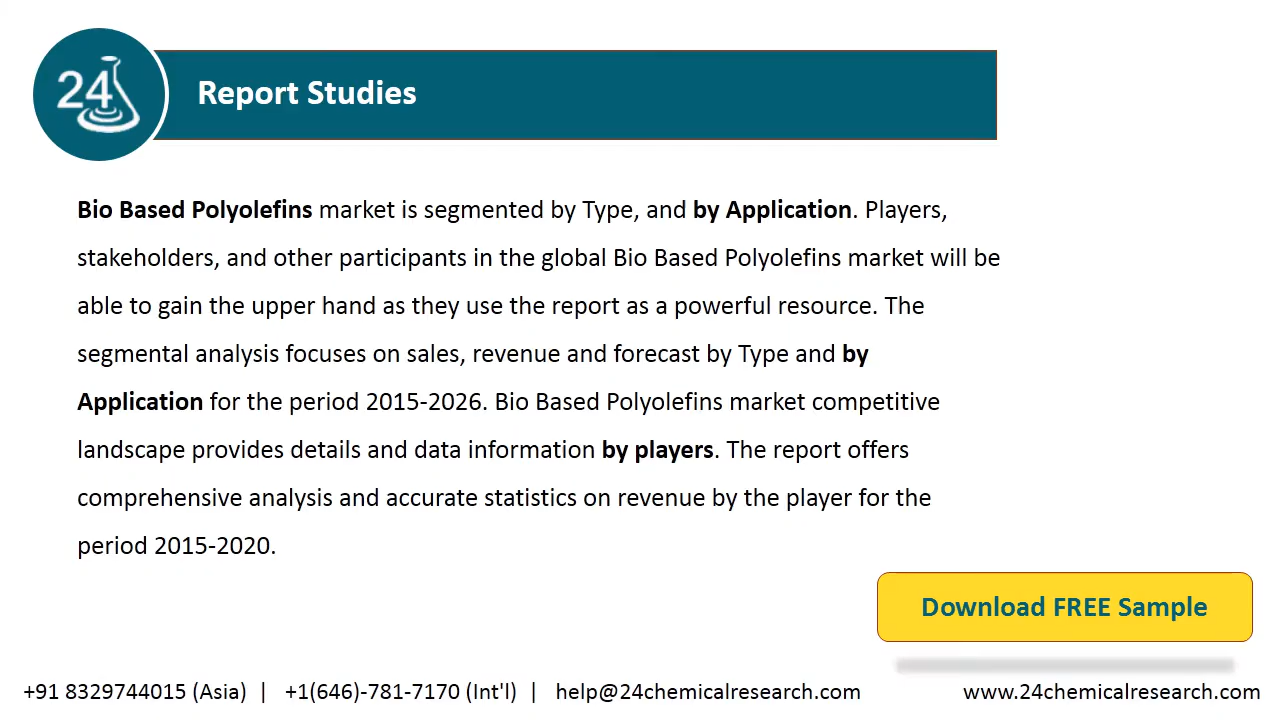 24
Report Studies
Bio Based Polyolefins market is segmented by Type, and by Application. Players,
stakeholders, and other participants in the global Bio Based Polyolefins market will be
able to gain the upper hand as they use the report as a powerful resource. The
segmental analysis focuses on sales, revenue and forecast by Type and by
Application for the period 2015-2026. Bio Based Polyolefins market competitive
landscape provides details and data information by players. The report offers
comprehensive analysis and accurate statistics on revenue by the player for the
period 2015-2020.
Download FREE Sample
+91 8329744015 (Asia) | +1(646)-781-7170 (Int'l) | help@24chemicalresearch.com www.24chemicalresearch.com